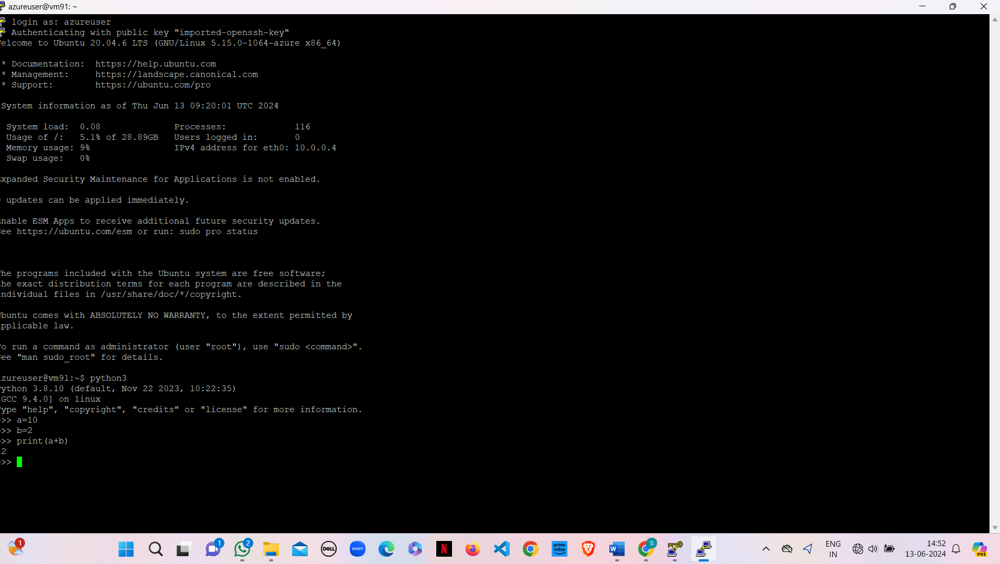 azureuser@vm91: ~
login as: azureuser
Authenticating with public key "imported-openssh-key"
elcome to Ubuntu 20.04.6 LTS (GNU/Linux 5.15.0-1064-azure x86_64)
* Documentation: https://help.ubuntu.com
* Management: https://landscape.canonical.com
* Support: https://ubuntu.com/pro
System information as of Thu Jun 13 09:20:01 UTC 2024
System load: 0.08 Processes: 116
Usage of /: 5.1% of 28.89GB Users logged in: 0
Memory usage: 9% IPv4 address for eth0: 10.0.0.4
Swap usage: 0%
xpanded Security Maintenance for Applications is not enabled.
updates can be applied immediately.
nable ESM Apps to receive additional future security updates.
ee https://ubuntu.com/esm or run: sudo pro status
he programs included with the Ubuntu system are free software;
he exact distribution terms for each program are described in the
ndividual files in /usr/share/doc/*/copyright.
buntu comes with ABSOLUTELY NO WARRANTY, to the extent permitted by
pplicable law.
o run a command as administrator (user "root"), use "sudo <command>".
ee "man sudo_root" for details.
zureuser@vm91:~$ python3
ython 3.8.10 (default, Nov 22 2023, 10:22:35)
GCC 9.4.0] on linux
ype "help", "copyright", "credits" or "license" for more information.
>>> a=10
>>> b=2
>>> print(a+b)
2
>>>
1
1
2
DELL
zoom
N
prime video
W
S
ENG
IN
14:52
13-06-2024
PRE